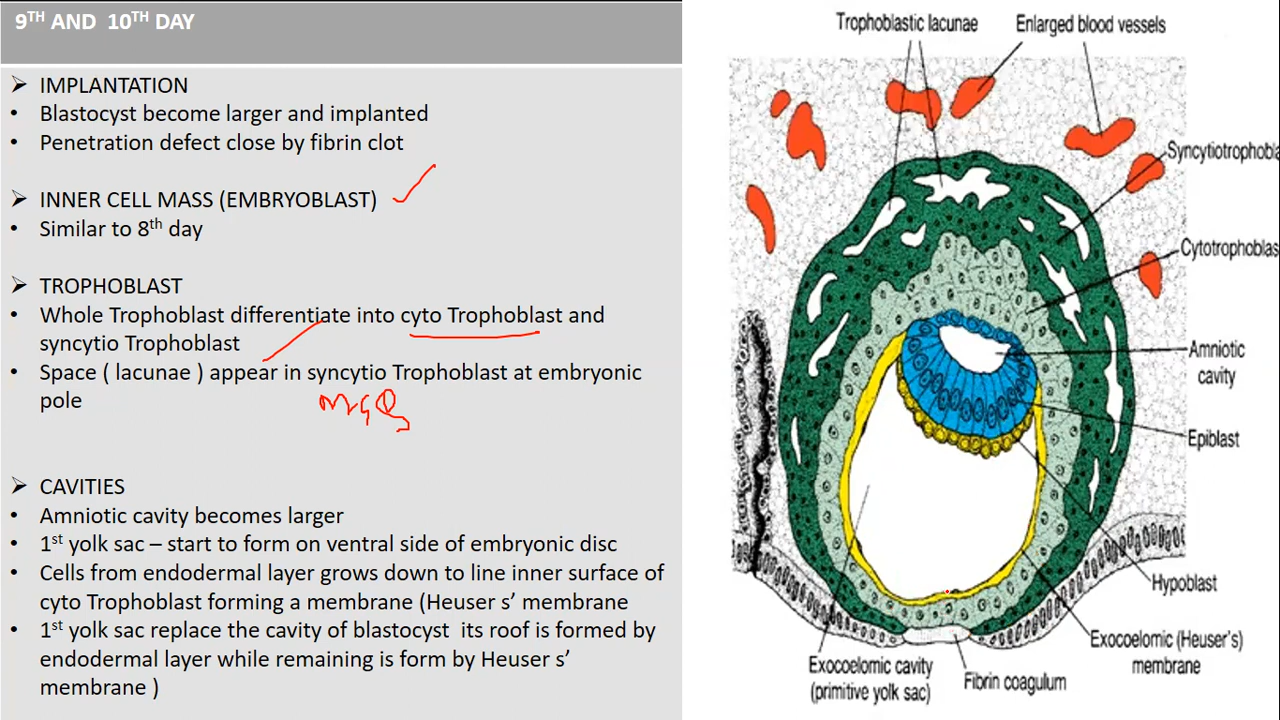 9TH AND 10TH DAY
➢ IMPLANTATION
• Blastocyst become larger and implanted
• Penetration defect close by fibrin clot
➢ INNER CELL MASS (EMBRYOBLAST)
• Similar to 8th day
➢ TROPHOBLAST
• Whole Trophoblast differentiate into cyto Trophoblast and
syncytio Trophoblast
• Space ( lacunae ) appear in syncytio Trophoblast at embryonic
pole
➢ CAVITIES
• Amniotic cavity becomes larger
• 1st yolk sac – start to form on ventral side of embryonic disc
• Cells from endodermal layer grows down to line inner surface of
cyto Trophoblast forming a membrane (Heuser s’ membrane
• 1st yolk sac replace the cavity of blastocyst its roof is formed by
endodermal layer while remaining is form by Heuser s’
membrane )
Trophoblastic lacunae
Enlarged blood vessels
Syncytiotrophobla
Cytotrophoblas
Amniotic
cavity
Epiblast
Hypoblast
Exocoelomic (Heuser's)
membrane
Fibrin coagulum
Exocoelomic cavity
(primitive yolk sac)